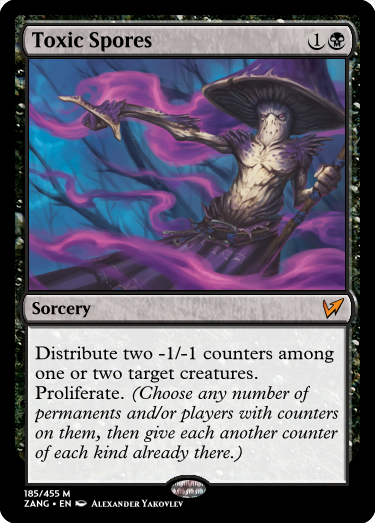 Toxic Spores 1
Sorcery
Distribute two -1/-1 counters among
one or two target creatures.
Proliferate. (Choose any number of
permanents and/or players with counters
on them, then give each another counter
of each kind already there.)
185/455 M
ZANG • EN Alexander Yakovlev